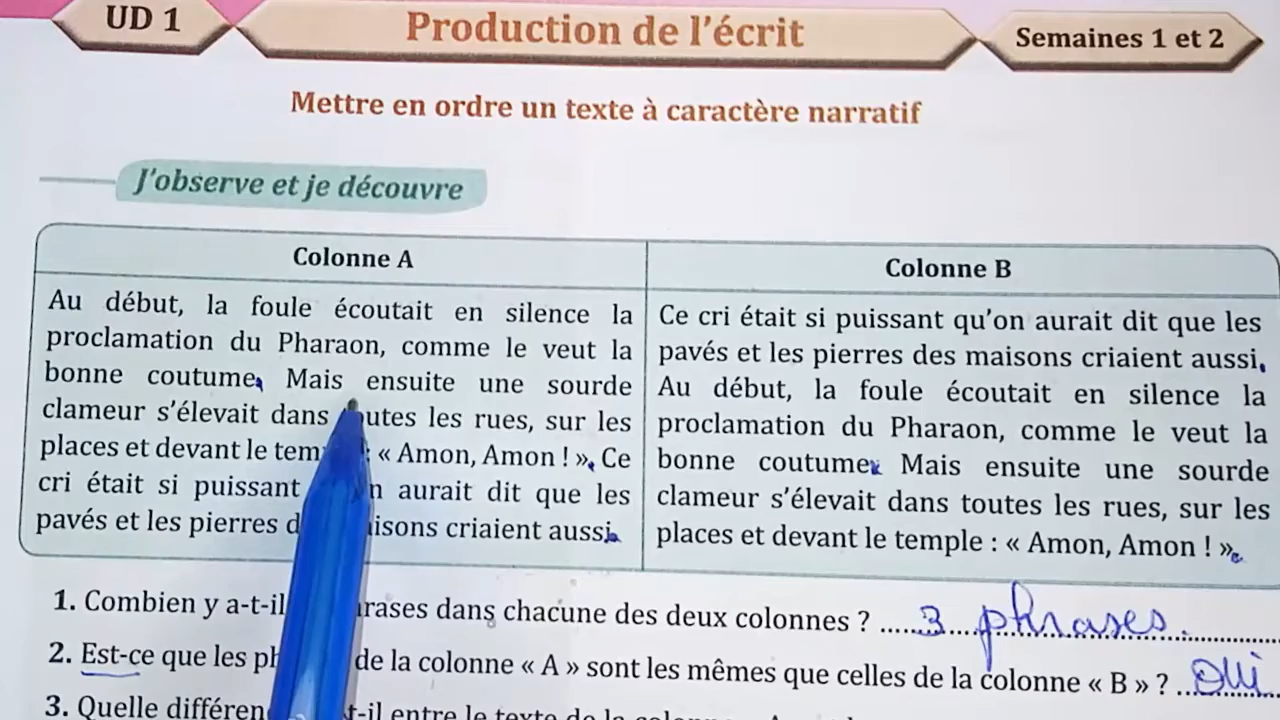 UD 1
Production de l'écrit
Semaines 1 et 2
Mettre en ordre un texte à caractère narratif
J'observe et je découvre
Colonne A
Au début, la foule écoutait en silence la
proclamation du Pharaon, comme le veut la
bonne coutume. Mais ensuite une sourde
clameur s'élevait dans toutes les rues, sur les
places et devant le tem : « Amon, Amon ! ». Ce
cri était si puissant n aurait dit que les
pavés et les pierres d isons criaient aussi.
Colonne B
Ce cri était si puissant qu'on aurait dit que les
pavés et les pierres des maisons criaient aussi.
Au début, la foule écoutait en silence la
proclamation du Pharaon, comme le veut la
bonne coutume. Mais ensuite une sourde
clameur s'élevait dans toutes les rues, sur les
places et devant le temple : « Amon, Amon ! ».
1. Combien y a-t-il rases dans chacune des deux colonnes ? ...... 3 phrases.
2. Est-ce que les ph de la colonne « A » sont les mêmes que celles de la colonne « B » ? ... Oui
3. Quelle différen t-il entre le texte de la